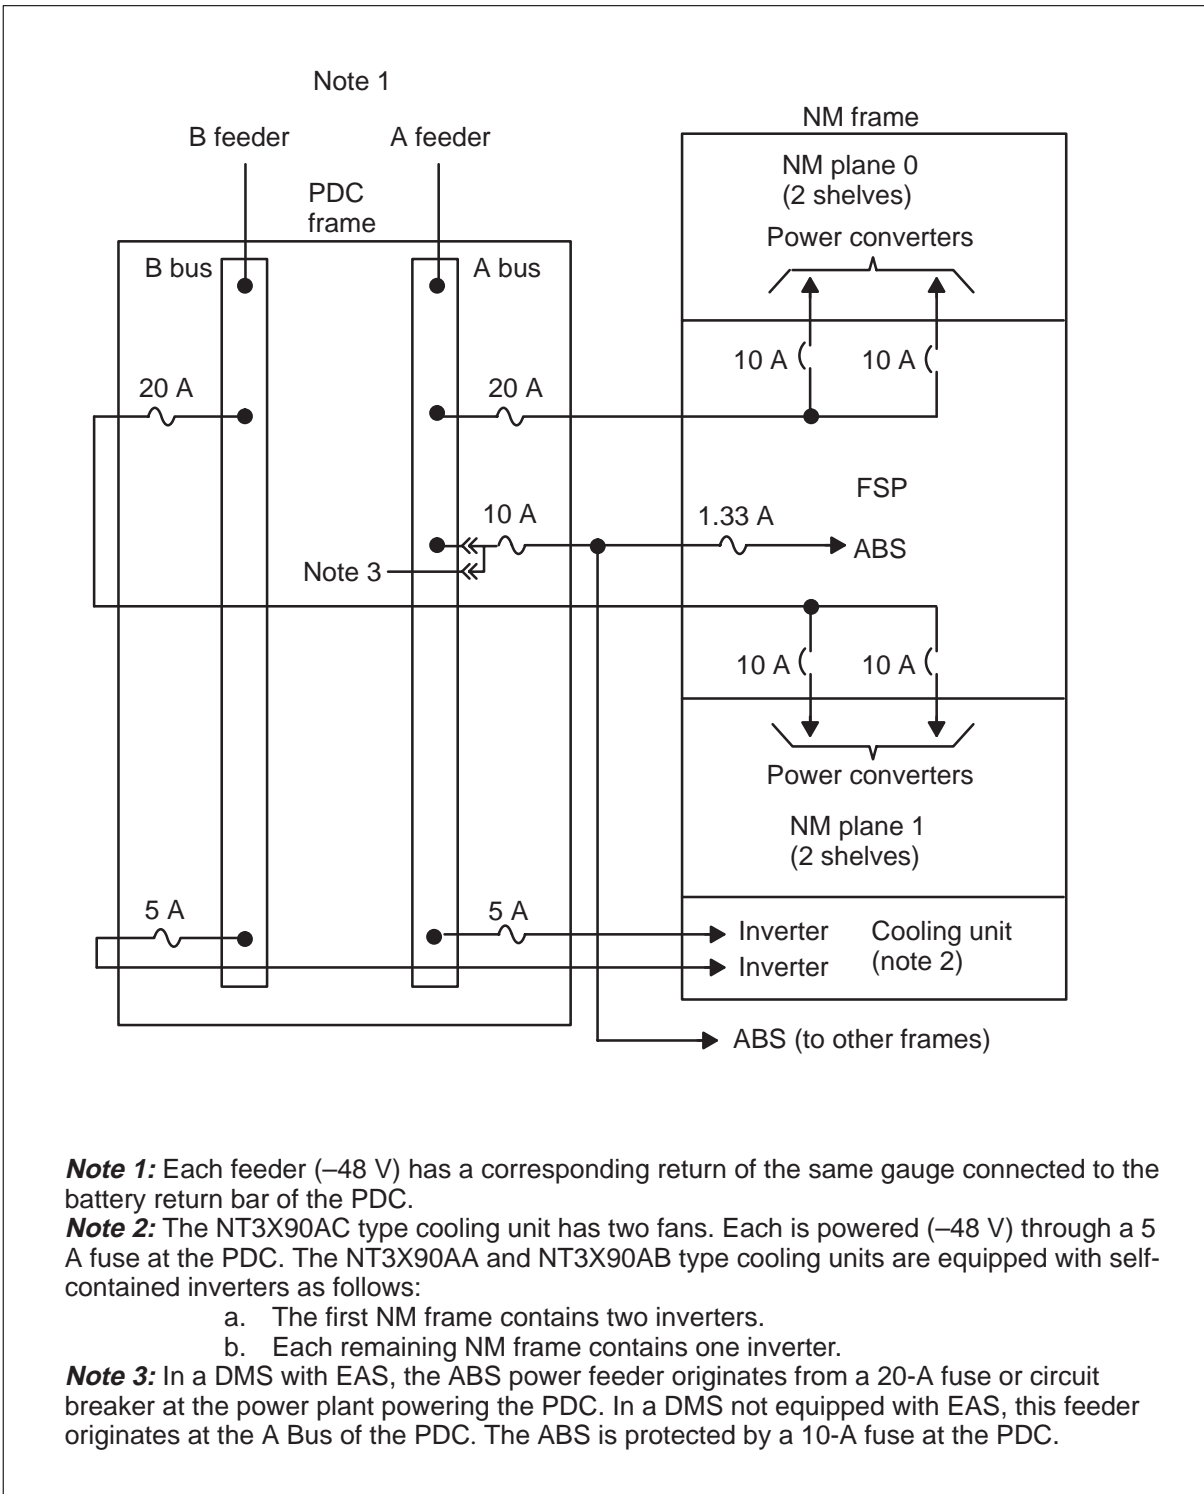 Note 1
B feeder
A feeder
PDC
frame
B bus
A bus
20 A
20 A
10 A
Note 3
5 A
5 A
NM frame
NM plane 0
(2 shelves)
Power converters
10 A
10 A
FSP
1.33 A
ABS
10 A
10 A
Power converters
NM plane 1
(2 shelves)
Inverter
Inverter
Cooling unit
(note 2)
ABS (to other frames)
Note 1: Each feeder (–48 V) has a corresponding return of the same gauge connected to the
battery return bar of the PDC.
Note 2: The NT3X90AC type cooling unit has two fans. Each is powered (–48 V) through a 5
A fuse at the PDC. The NT3X90AA and NT3X90AB type cooling units are equipped with self-
contained inverters as follows:
a. The first NM frame contains two inverters.
b. Each remaining NM frame contains one inverter.
Note 3: In a DMS with EAS, the ABS power feeder originates from a 20-A fuse or circuit
breaker at the power plant powering the PDC. In a DMS not equipped with EAS, this feeder
originates at the A Bus of the PDC. The ABS is protected by a 10-A fuse at the PDC.